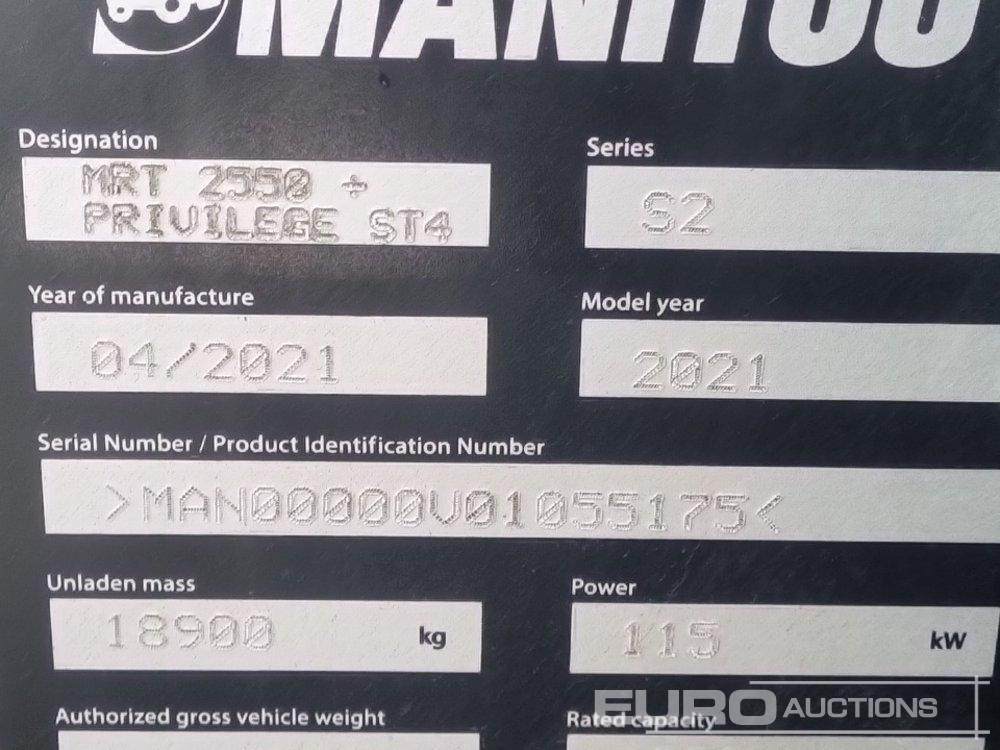 MANITOU
Designation
MRT 2550 +
PRIVILEGE ST4
Series
S2
Year of manufacture
04/2021
Model year
2021
Serial Number / Product Identification Number
>MAN00000V01055175<
Unladen mass
18900 kg
Power
115 kW
Authorized gross vehicle weight
Rated capacity
EURO AUCTIONS